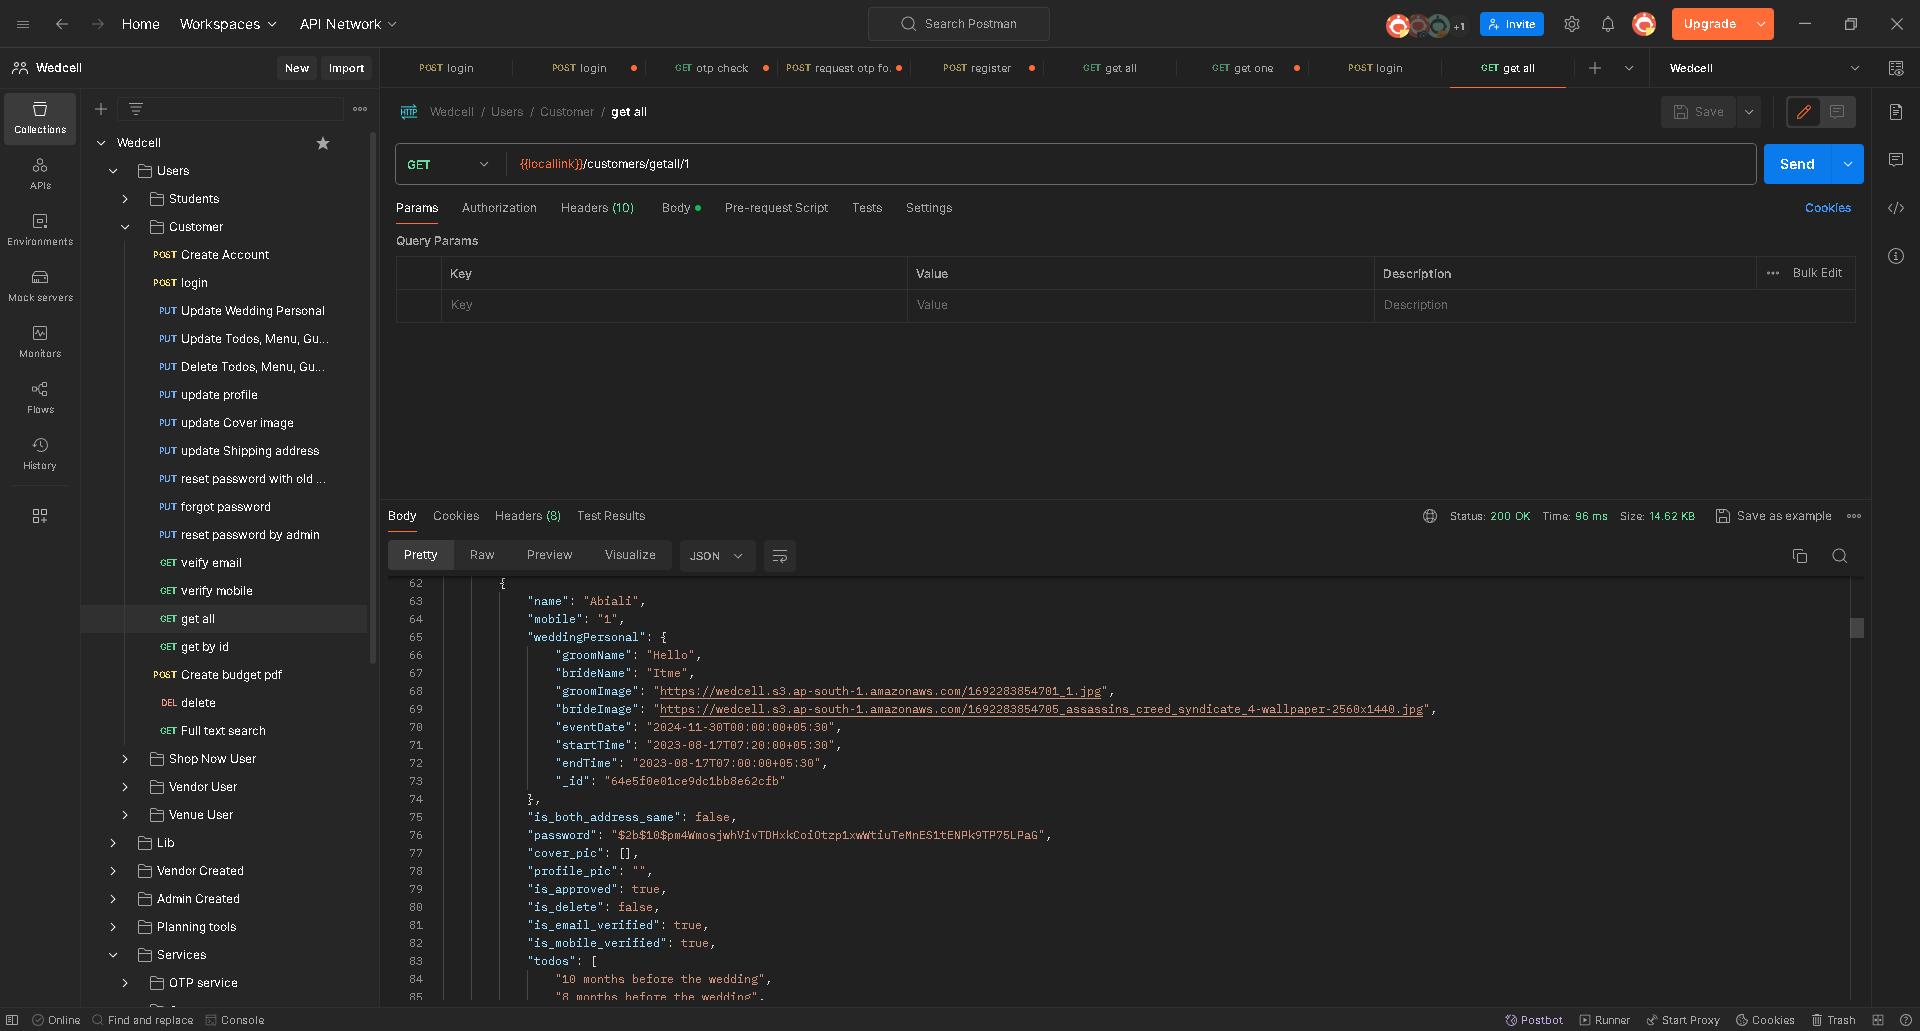 Home Workspaces API Network Search Postman +1 Invite Upgrade
Wedcell New Import POST login POST login GET otp check POST request otp fo. POST register GET get all GET get one POST login GET get all Wedcell
Collections
APIs
Environments
Mock servers
Monitors
Flows
History
Wedcell
Users
Students
Customer
POST Create Account
POST login
PUT Update Wedding Personal
PUT Update Todos, Menu, Gu...
PUT Delete Todos, Menu, Gu...
PUT update profile
PUT update Cover image
PUT update Shipping address
PUT reset password with old ...
PUT forgot password
PUT reset password by admin
GET veify email
GET verify mobile
GET get all
GET get by id
POST Create budget pdf
DEL delete
GET Full text search
Shop Now User
Vendor User
Venue User
Lib
Vendor Created
Admin Created
Planning tools
Services
OTP service
HTTP Wedcell / Users / Customer / get all Save
GET {{locallink}}/customers/getall/1 Send
Params Authorization Headers (10) Body Pre-request Script Tests Settings Cookies
Query Params
Key Value Description Bulk Edit
Key Value Description
Body Cookies Headers (8) Test Results Status: 200 OK Time: 96 ms Size: 14.62 KB Save as example
Pretty Raw Preview Visualize JSON
62 {
63 "name": "Abiali",
64 "mobile": "1",
65 "weddingPersonal": {
66 "groomName": "Hello",
67 "brideName": "Itme",
68 "groomImage": "https://wedcell.s3.ap-south-1.amazonaws.com/1692283854701_1.jpg",
69 "brideImage": "https://wedcell.s3.ap-south-1.amazonaws.com/1692283854705_assassins_creed_syndicate_4-wallpaper-2560x1440.jpg",
70 "eventDate": "2024-11-30T00:00:00+05:30",
71 "startTime": "2023-08-17T07:20:00+05:30",
72 "endTime": "2023-08-17T07:00:00+05:30",
73 "_id": "64e5f0e01ce9dc1bb8e62cfb"
74 },
75 "is_both_address_same": false,
76 "password": "$2b$10$pm4WmosjwhVivTDHxkCoiOtzp1xwWtiuTeMnES1tENPk9TP75LPaG",
77 "cover_pic": [],
78 "profile_pic": "",
79 "is_approved": true,
80 "is_delete": false,
81 "is_email_verified": true,
82 "is_mobile_verified": true,
83 "todos": [
84 "10 months before the wedding",
85 "8 months before the wedding",
Online Find and replace Console Postbot Runner Start Proxy Cookies Trash